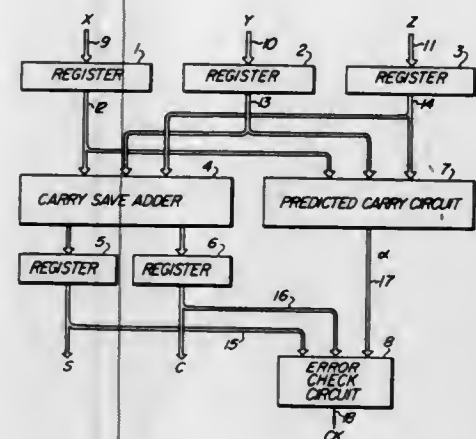 X Y Z
9 10 11
1 2 3
REGISTER REGISTER REGISTER
12 13 14
4 7
CARRY SAVE ADDER PREDICTED CARRY CIRCUIT
5 6
REGISTER REGISTER
α
16 17
15
8
S C
ERROR
CHECK
CIRCUIT
18
CK